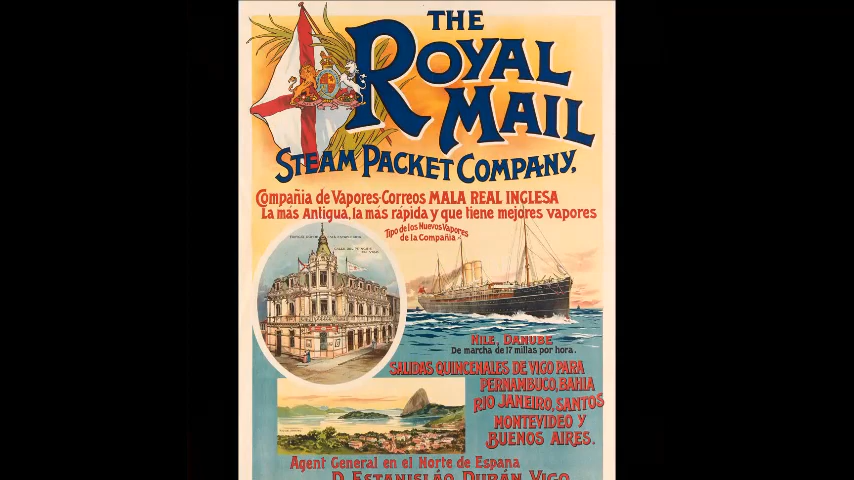 THE
ROYAL
MAIL
STEAM PACKET COMPANY,
Compañia de Vapores-Correos MALA REAL INGLESA
La más Antigua, la más rápida y que tiene mejores vapores
Tipo de los Nuevos Vapores
de la Compañia
NILE, DANUBE
De marcha de 17 millas por hora.
SALIDAS QUINCENALES DE VIGO PARA
PERNAMBUCO, BAHIA
RIO JANEIRO, SANTOS
MONTEVIDEO Y
BUENOS AIRES.
Agent General en el Norte de España
D. ESTANISLÁO DURÁN, VIGO